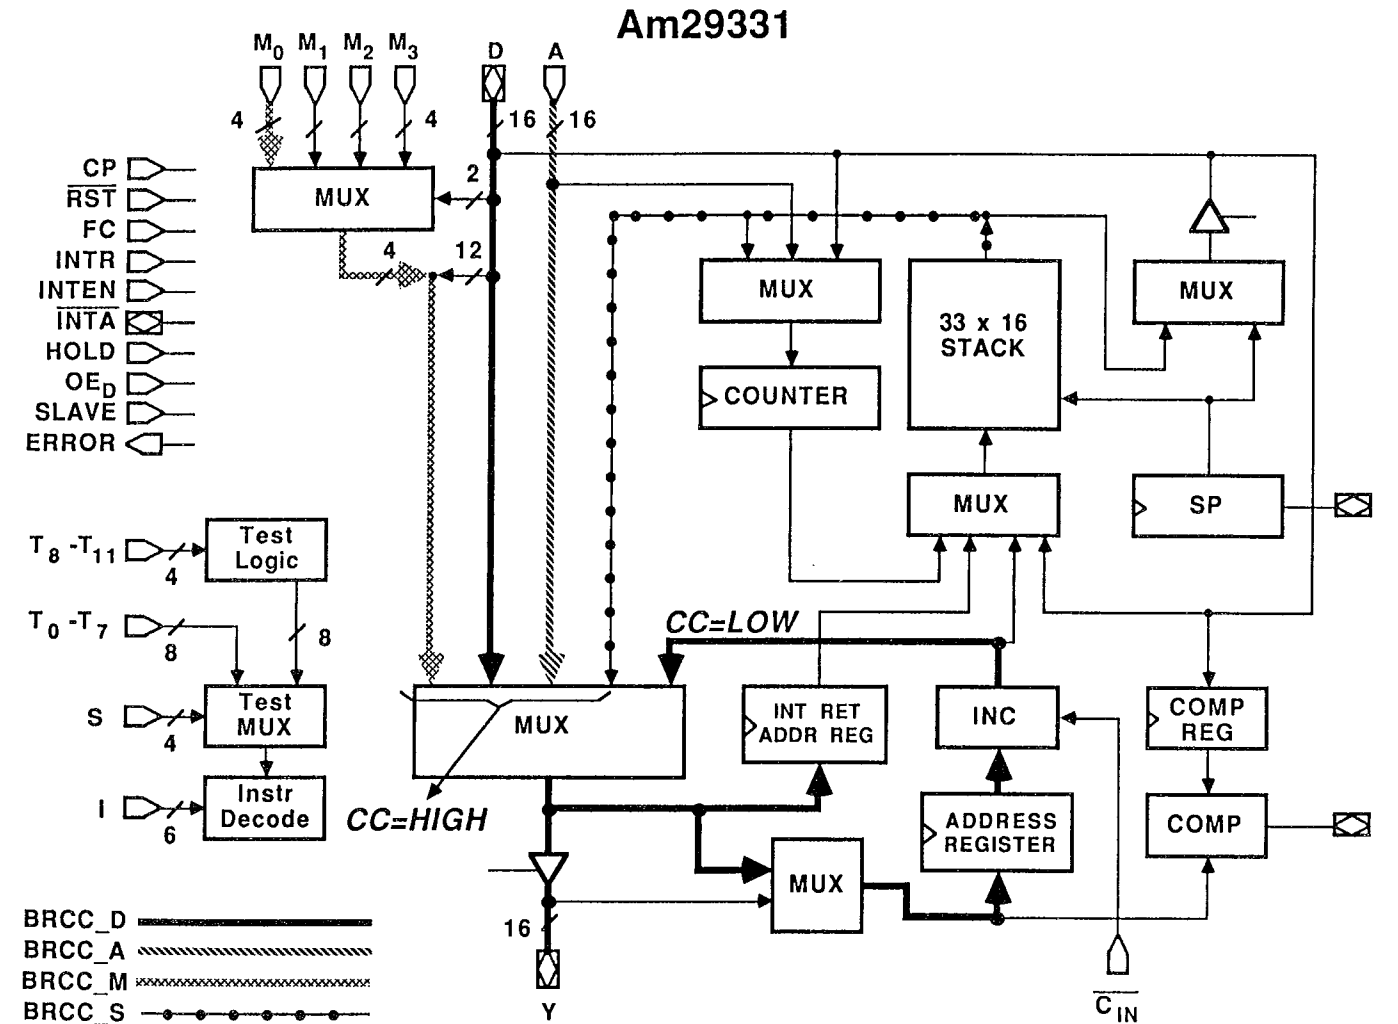 Am29331
M0 M1 M2 M3 D A
4 4 16 16
CP
RST
FC
INTR
INTEN
INTA
HOLD
OED
SLAVE
ERROR
MUX
2
4 12
MUX
33 x 16
STACK
MUX
COUNTER
MUX
SP
T8 -T11
4
Test
Logic
8
T0 -T7
8
CC=LOW
S
4
Test
MUX
MUX
INT RET
ADDR REG
INC
COMP
REG
I
6
Instr
Decode
CC=HIGH
ADDRESS
REGISTER
COMP
MUX
16
Y
CIN
BRCC_D
BRCC_A
BRCC_M
BRCC_S